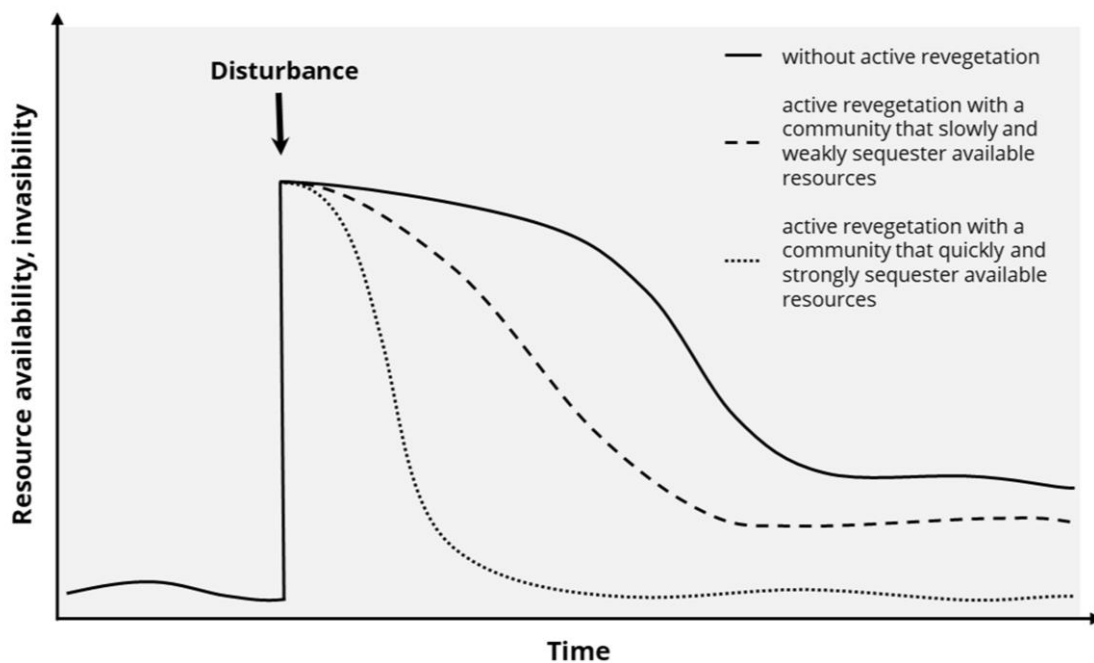 Disturbance
without active revegetation
active revegetation with a
community that slowly and
weakly sequester available
resources
active revegetation with a
community that quickly and
strongly sequester available
resources
Resource availability, invasibility
Time